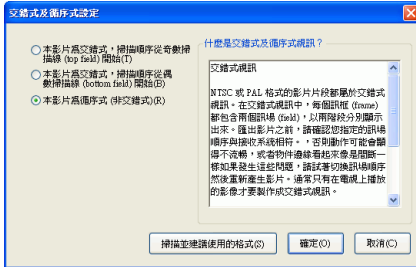 交錯式及循序式設定
本影片爲交錯式，掃描順序從奇數掃
描線 (top field) 開始(T)
本影片爲交錯式，掃描順序從偶
數掃描線 (bottom field) 開始(B)
本影片爲循序式 (非交錯式)(R)
什麼是交錯式及循序式視訊？
交錯式視訊
NTSC 或 PAL 格式的影片片段都屬於交錯式
視訊。在交錯式視訊中，每個訊框 (frame)
都包含兩個訊場 (field)，以兩階段分別顯示
出來。匯出影片之前，請確認您指定的訊場
順序與接收系統相符。，否則動作可能會顯
得不流暢，或者物件邊緣看起來像是間斷一
樣如果發生這些問題，請試著切換訊場順序
然後重新產生影片。通常只有在電視上播放
的影像才要製作成交錯式視訊。
掃描並建議使用的格式(S)
確定(O)
取消(C)